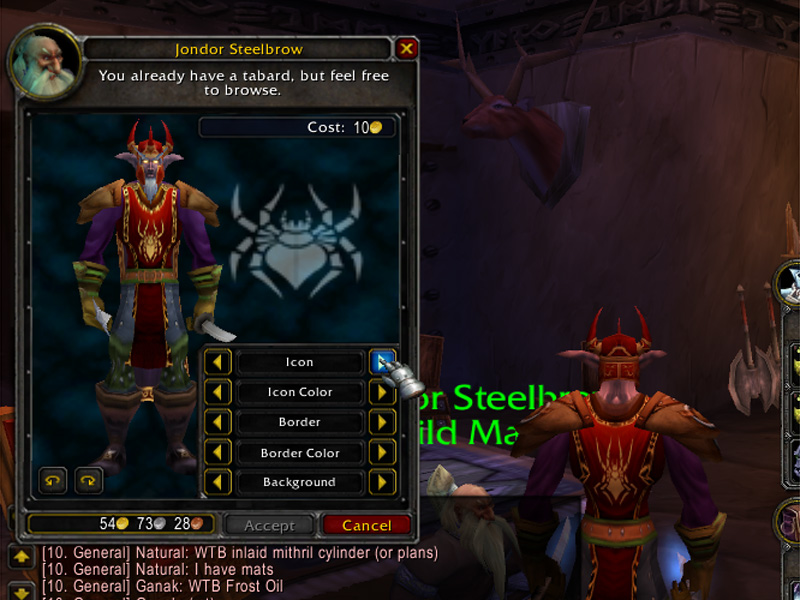 Jondor Steelbrow
You already have a tabard, but feel free
to browse.
Cost: 10
Icon
Icon Color
Border
Border Color
Background
54 73 28
Accept
Cancel
[10. General] Natural: WTB inlaid mithril cylinder (or plans)
[10. General] Natural: I have mats
[10. General] Ganak: WTB Frost Oil